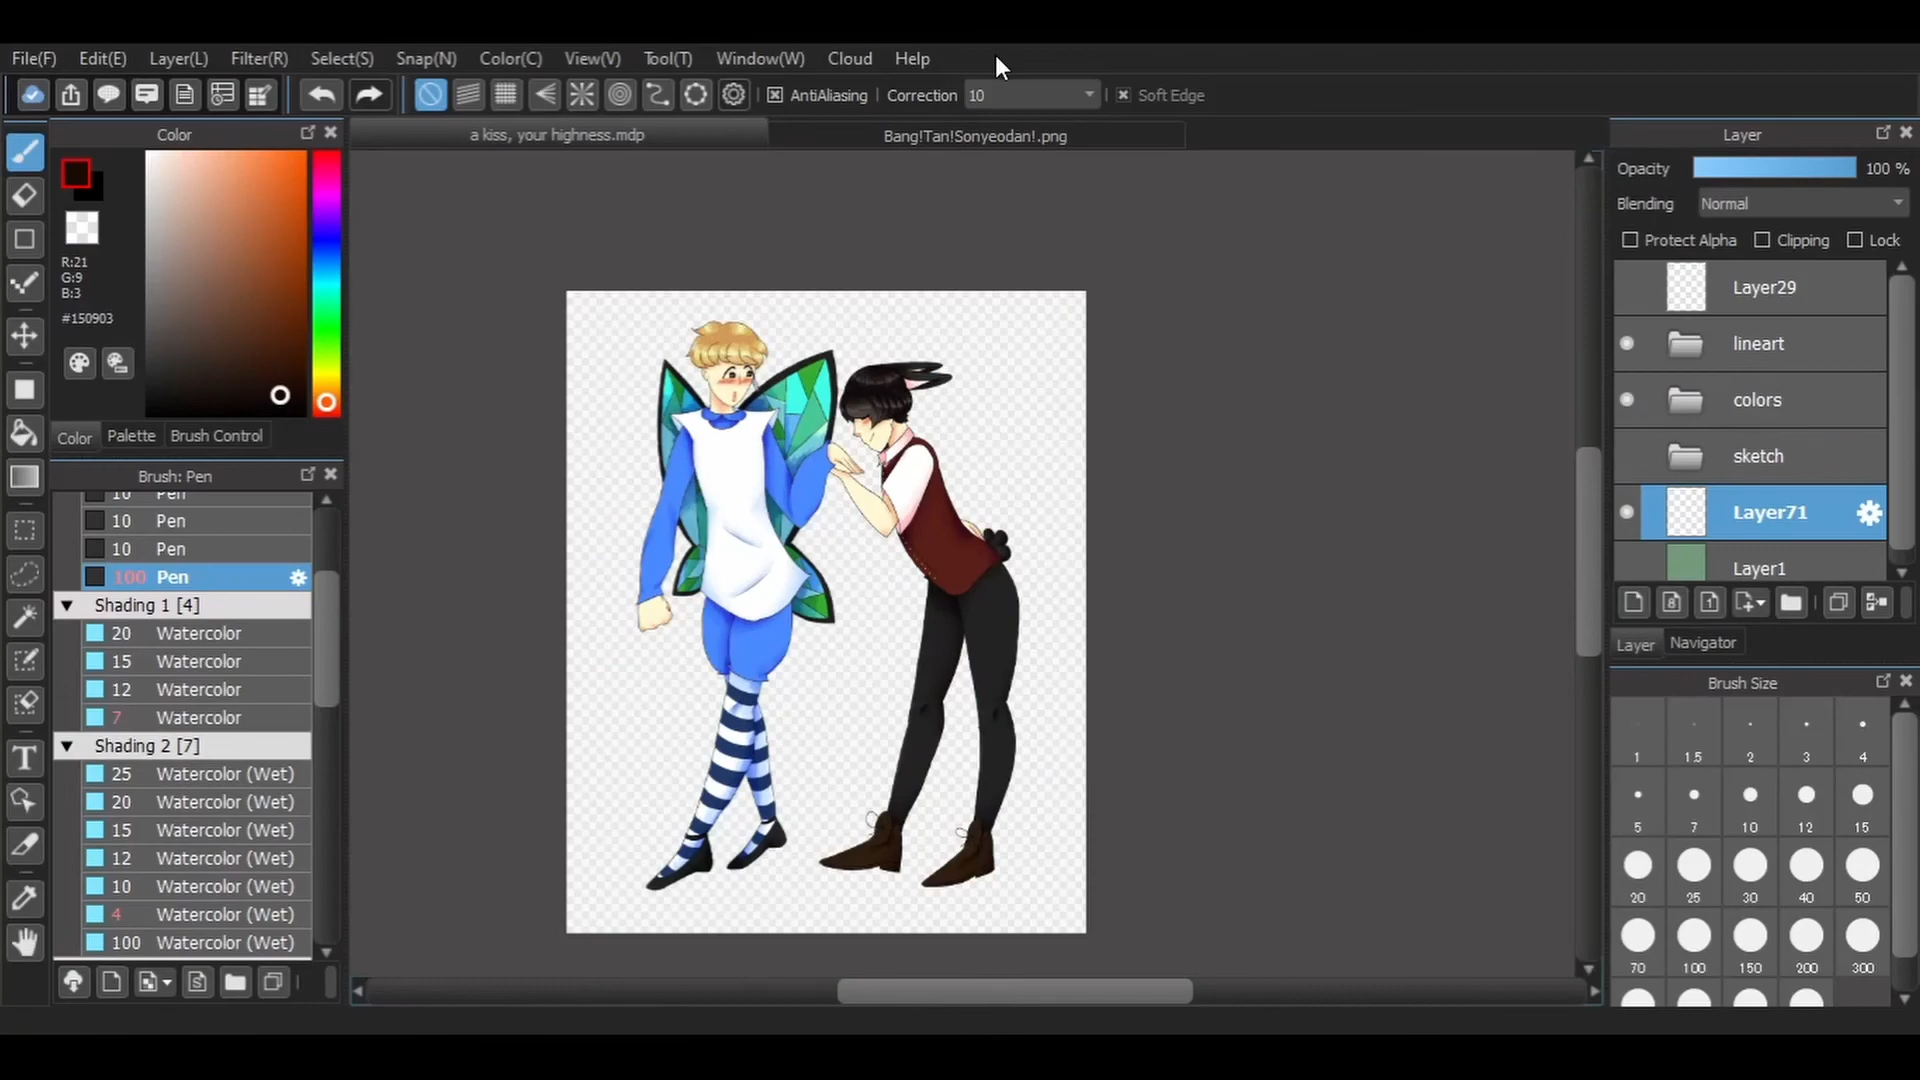 File(F) Edit(E) Layer(L) Filter(R) Select(S) Snap(N) Color(C) View(V) Tool(T) Window(W) Cloud Help
AntiAliasing Correction 10 Soft Edge
Color
R:21
G:9
B:3
#150903
Color Palette Brush Control
Brush: Pen
10 Pen
10 Pen
10 Pen
100 Pen
Shading 1 [4]
20 Watercolor
15 Watercolor
12 Watercolor
7 Watercolor
Shading 2 [7]
25 Watercolor (Wet)
20 Watercolor (Wet)
15 Watercolor (Wet)
12 Watercolor (Wet)
10 Watercolor (Wet)
4 Watercolor (Wet)
100 Watercolor (Wet)
a kiss, your highness.mdp Bang!Tan!Sonyeodan!.png
Layer
Opacity 100 %
Blending Normal
Protect Alpha Clipping Lock
Layer29
lineart
colors
sketch
Layer71
Layer1
8 1
Layer Navigator
Brush Size
1 1.5 2 3 4
5 7 10 12 15
20 25 30 40 50
70 100 150 200 300